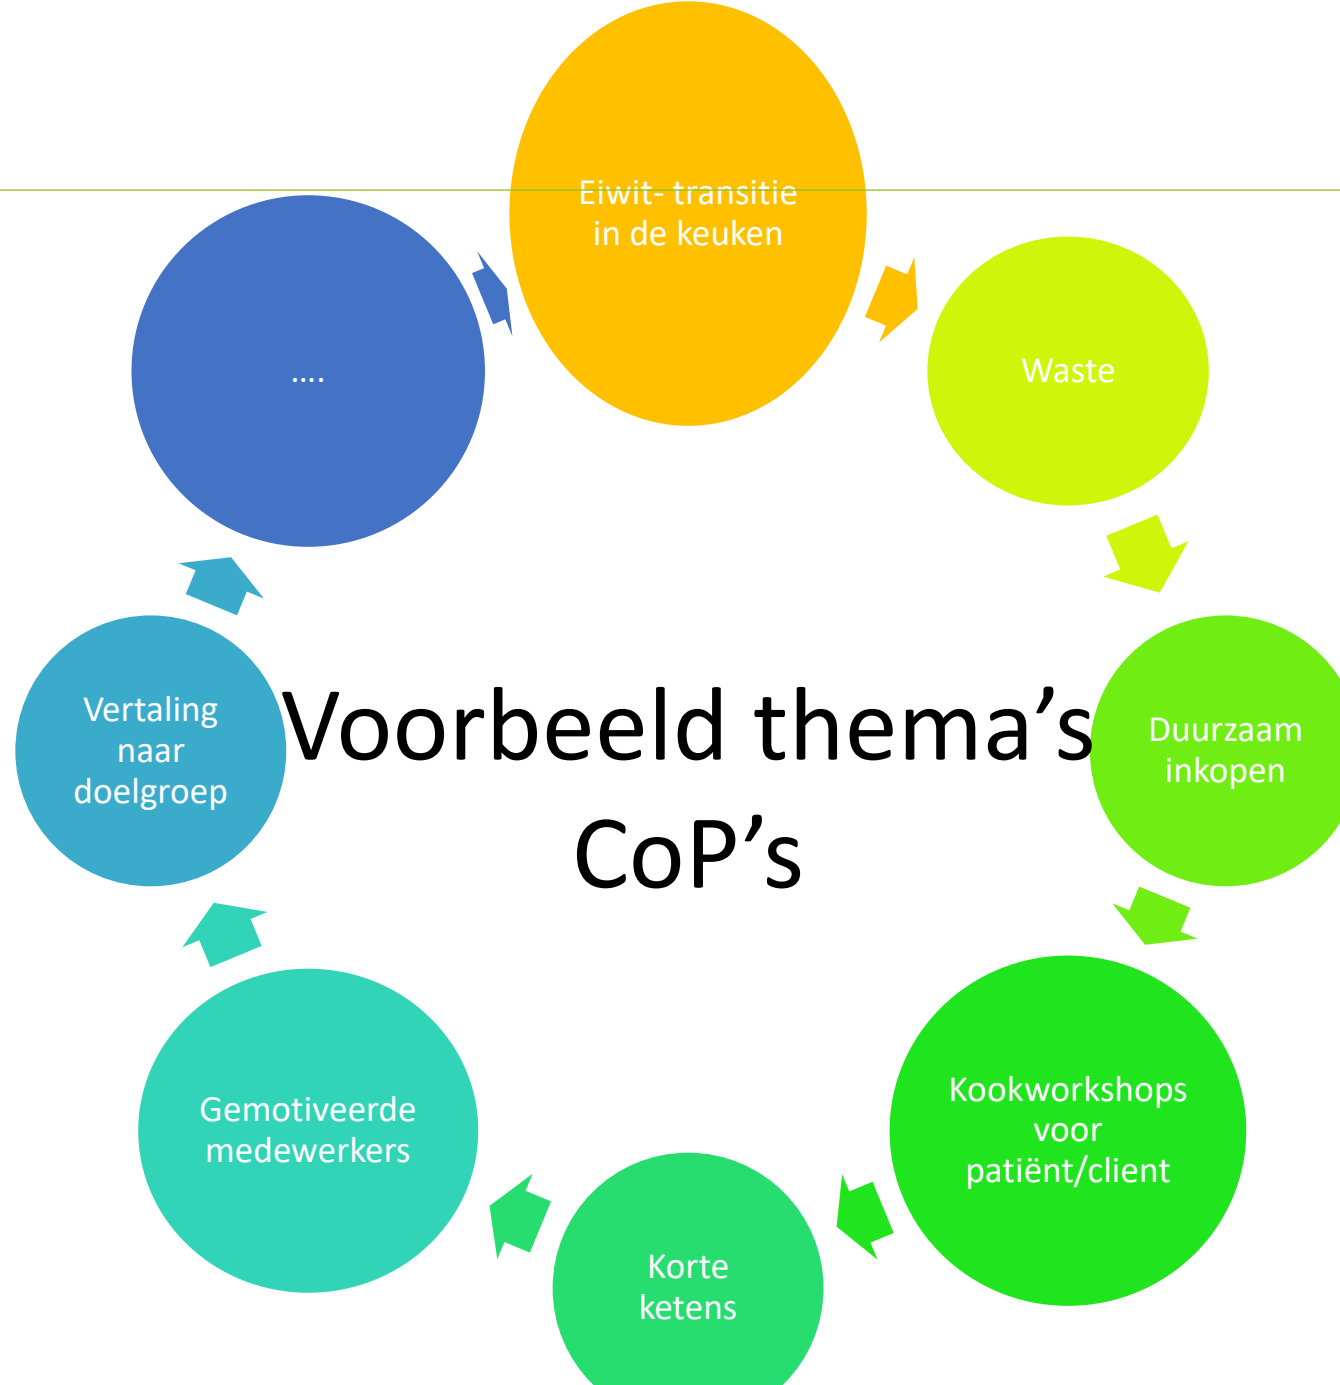 Eiwit- transitie
in de keuken
Waste
Duurzaam
inkopen
Kookworkshops
voor
patiënt/client
Korte
ketens
Gemotiveerde
medewerkers
Vertaling
naar
doelgroep
....
Voorbeeld thema’s
CoP’s